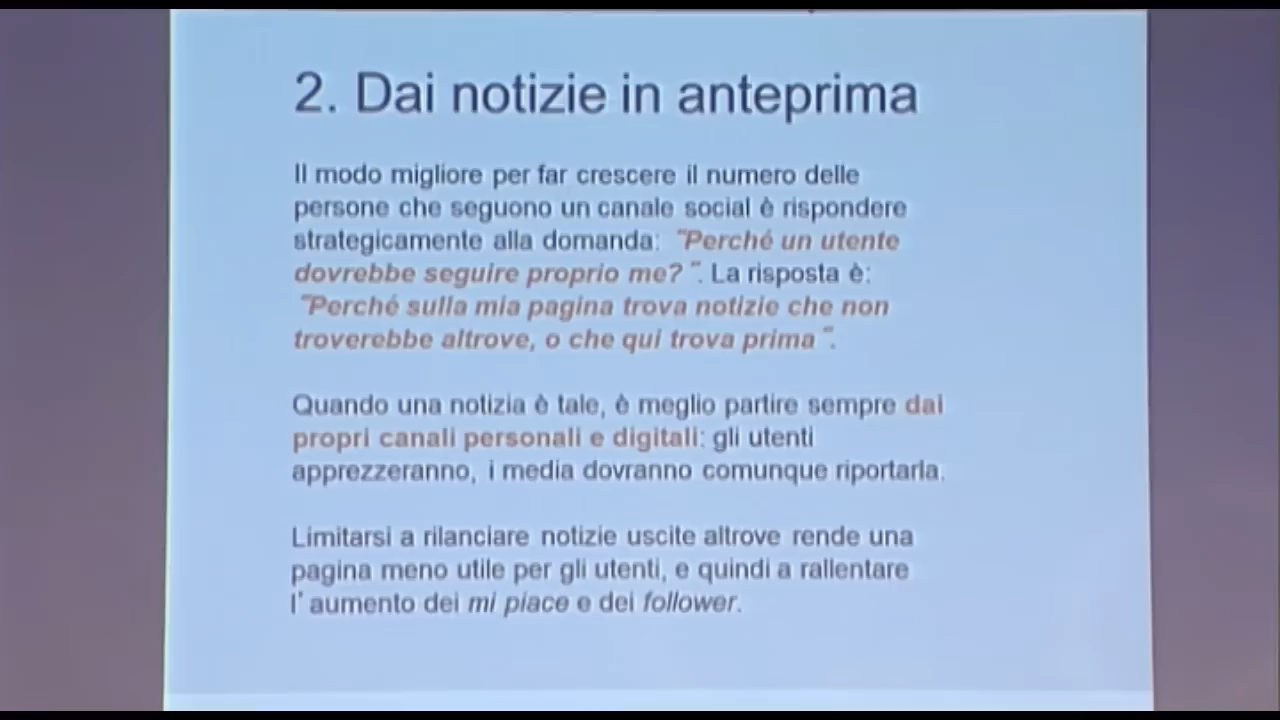 2. Dai notizie in anteprima
Il modo migliore per far crescere il numero delle
persone che seguono un canale social è rispondere
strategicamente alla domanda: "Perché un utente
dovrebbe seguire proprio me?". La risposta è:
"Perché sulla mia pagina trova notizie che non
troverebbe altrove, o che qui trova prima".
Quando una notizia è tale, è meglio partire sempre dai
propri canali personali e digitali: gli utenti
apprezzeranno, i media dovranno comunque riportarla.
Limitarsi a rilanciare notizie uscite altrove rende una
pagina meno utile per gli utenti, e quindi a rallentare
l'aumento dei mi piace e dei follower.